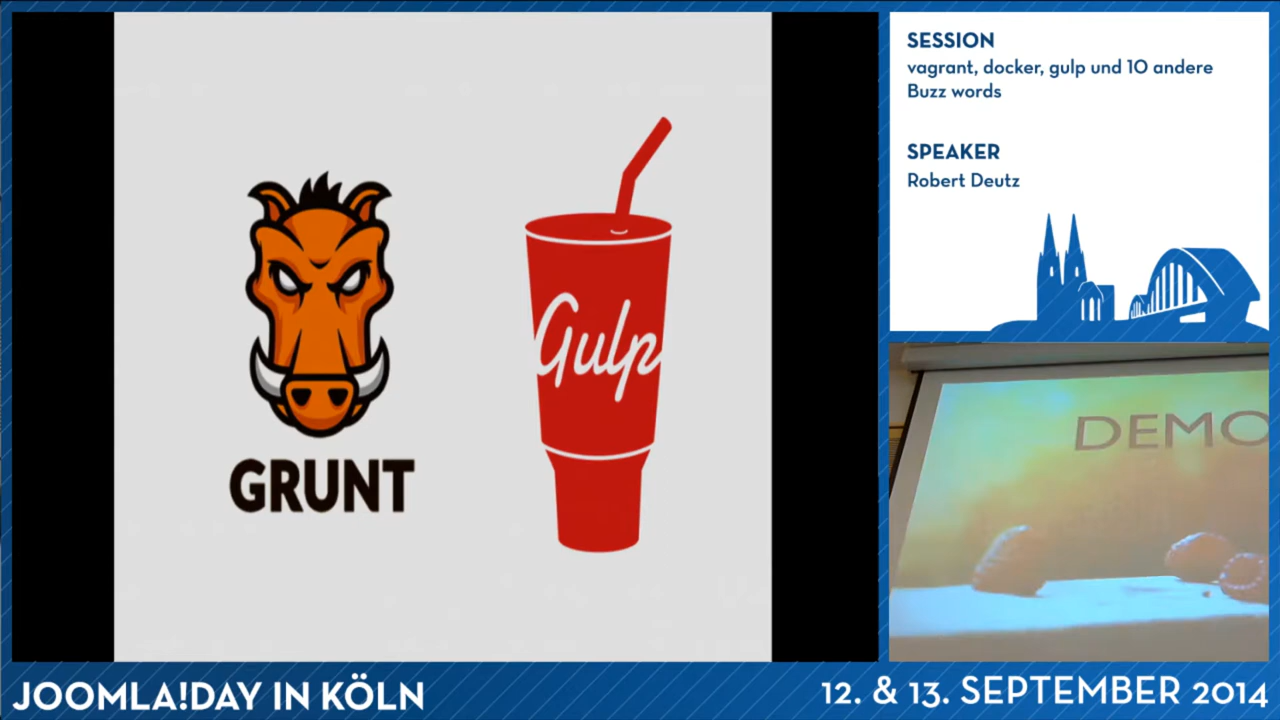 GRUNT
Gulp
SESSION
vagrant, docker, gulp und 10 andere
Buzz words
SPEAKER
Robert Deutz
DEMO
JOOMLA!DAY IN KÖLN
12. & 13. SEPTEMBER 2014